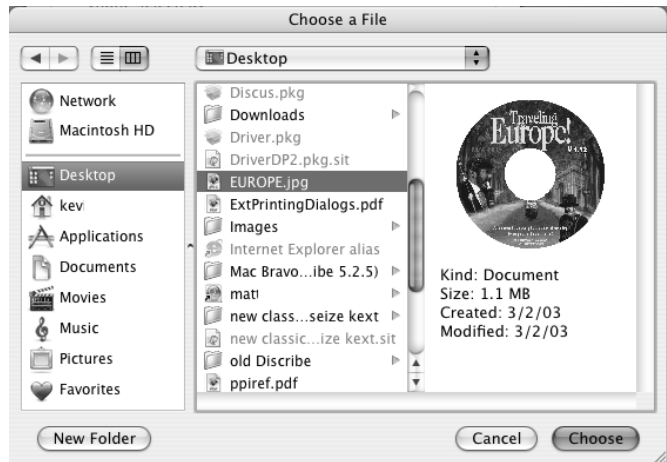 Choose a File
Desktop
Network
Macintosh HD
Desktop
kevi
Applications
Documents
Movies
Music
Pictures
Favorites
Discus.pkg
Downloads
Driver.pkg
DriverDP2.pkg.sit
EUROPE.jpg
ExtPrintingDialogs.pdf
Images
Internet Explorer alias
Mac Bravo...ibe 5.2.5)
matt
new class...seize kext
new classic...ize kext.sit
old Discribe
ppiref.pdf
Traveling
Europe!
Kind: Document
Size: 1.1 MB
Created: 3/2/03
Modified: 3/2/03
New Folder
Cancel
Choose